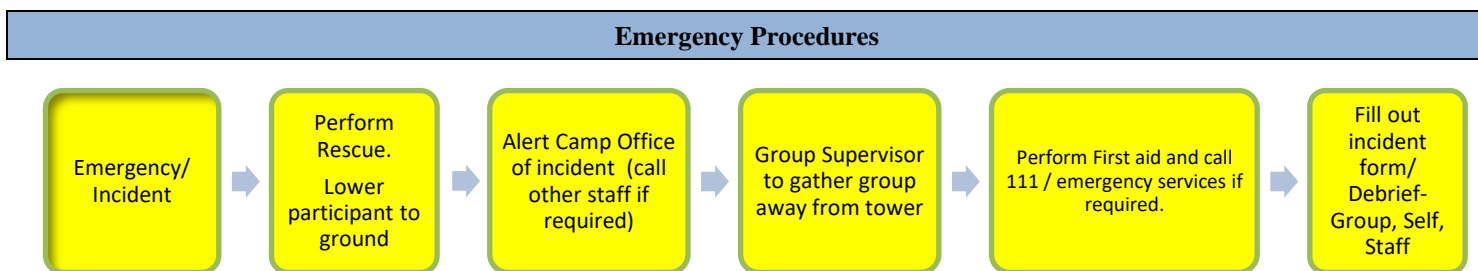 Emergency Procedures
Emergency/
Incident
Perform
Rescue.
Lower
participant to
ground
Alert Camp Office
of incident (call
other staff if
required)
Group Supervisor
to gather group
away from tower
Perform First aid and call
111 / emergency services if
required.
Fill out
incident
form/
Debrief-
Group, Self,
Staff